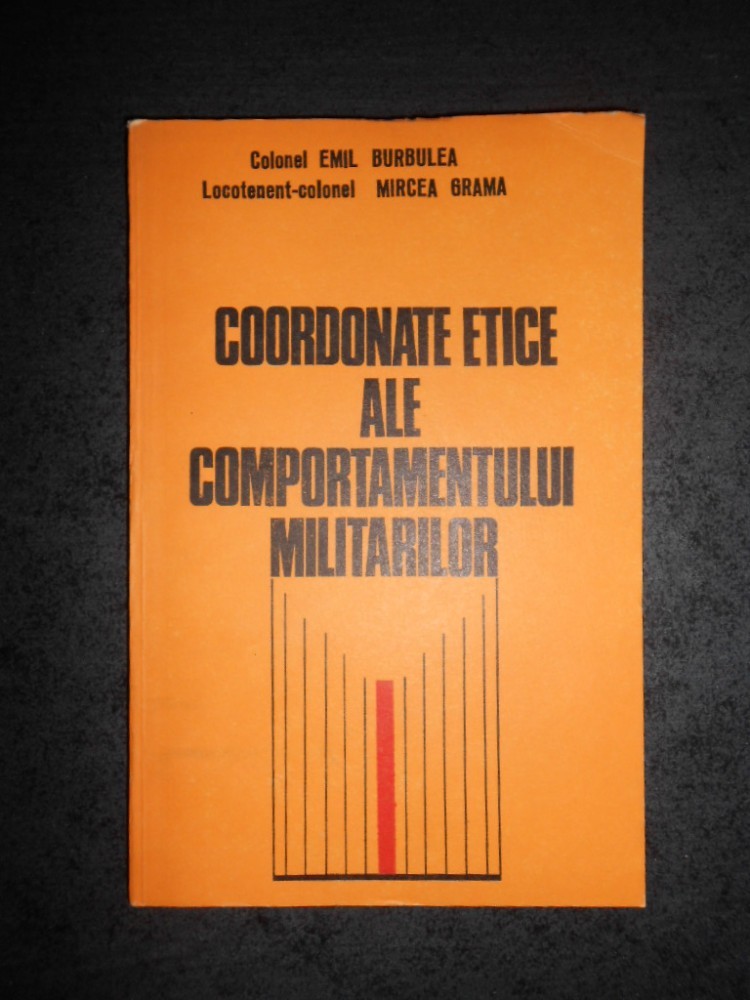 Colonel EMIL BURBULEA
Locotenent-colonel MIRCEA GRAMA
COORDONATE ETICE
ALE
COMPORTAMENTULUI
MILITARILOR